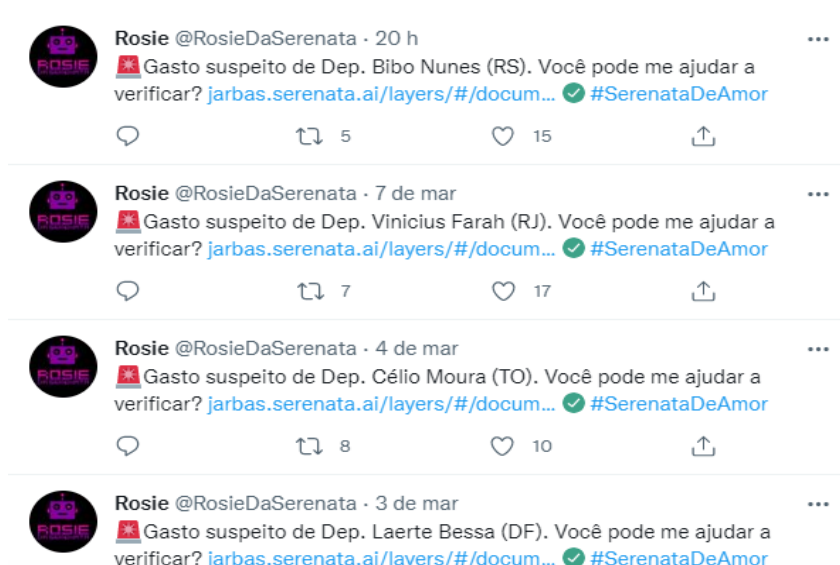 Rosie @RosieDaSerenata · 20 h
🚨Gasto suspeito de Dep. Bibo Nunes (RS). Você pode me ajudar a
verificar? jarbas.serenata.ai/layers/#/docum... ✅ #SerenataDeAmor
5 15
Rosie @RosieDaSerenata · 7 de mar
🚨Gasto suspeito de Dep. Vinicius Farah (RJ). Você pode me ajudar a
verificar? jarbas.serenata.ai/layers/#/docum... ✅ #SerenataDeAmor
7 17
Rosie @RosieDaSerenata · 4 de mar
🚨Gasto suspeito de Dep. Célio Moura (TO). Você pode me ajudar a
verificar? jarbas.serenata.ai/layers/#/docum... ✅ #SerenataDeAmor
8 10
Rosie @RosieDaSerenata · 3 de mar
🚨Gasto suspeito de Dep. Laerte Bessa (DF). Você pode me ajudar a
verificar? jarbas.serenata.ai/layers/#/docum... ✅ #SerenataDeAmor